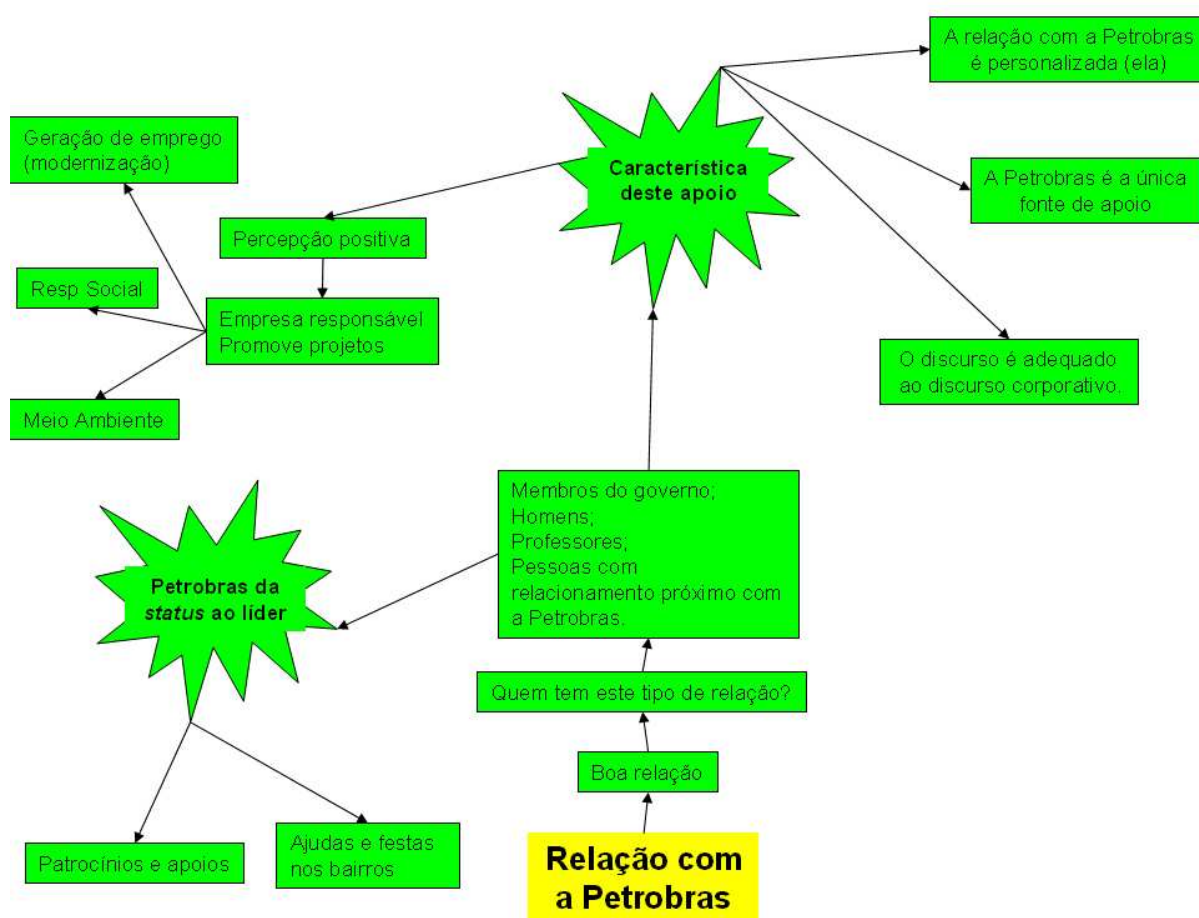 A relação com a Petrobras
é personalizada (ela)
Geração de emprego
(modernização)
Característica
deste apoio
A Petrobras é a única
fonte de apoio
Percepção positiva
Resp Social
Empresa responsável
Promove projetos
O discurso é adequado
ao discurso corporativo.
Meio Ambiente
Membros do governo;
Homens;
Professores;
Pessoas com
relacionamento próximo com
a Petrobras.
Petrobras da
status ao líder
Quem tem este tipo de relação?
Boa relação
Patrocínios e apoios
Ajudas e festas
nos bairros
Relação com
a Petrobras